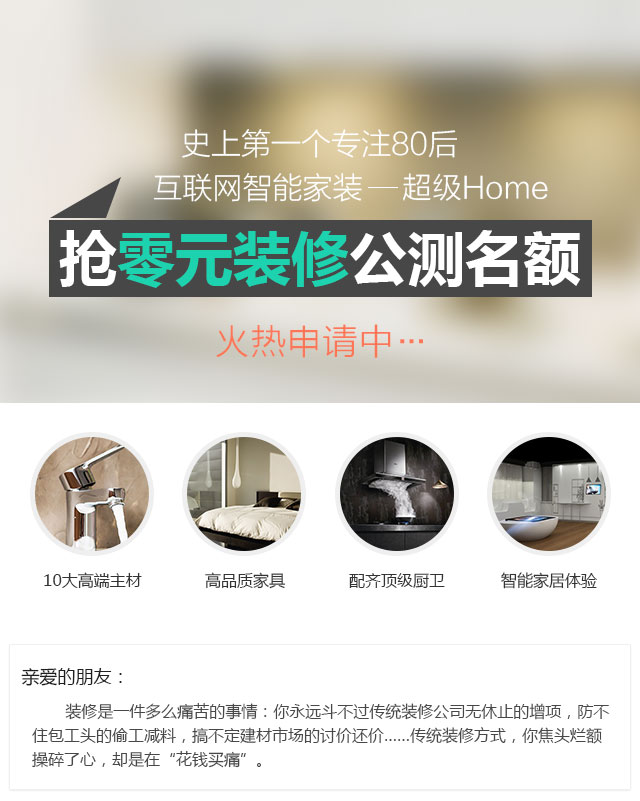 史上第一个专注80后
互联网智能家装 — 超级Home
抢零元装修公测名额
火热申请中…
10大高端主材
高品质家具
配齐顶级厨卫
智能家居体验
亲爱的朋友：
装修是一件多么痛苦的事情：你永远斗不过传统装修公司无休止的增项，防不
住包工头的偷工减料，搞不定建材市场的讨价还价......传统装修方式，你焦头烂额
操碎了心，却是在“花钱买痛”。